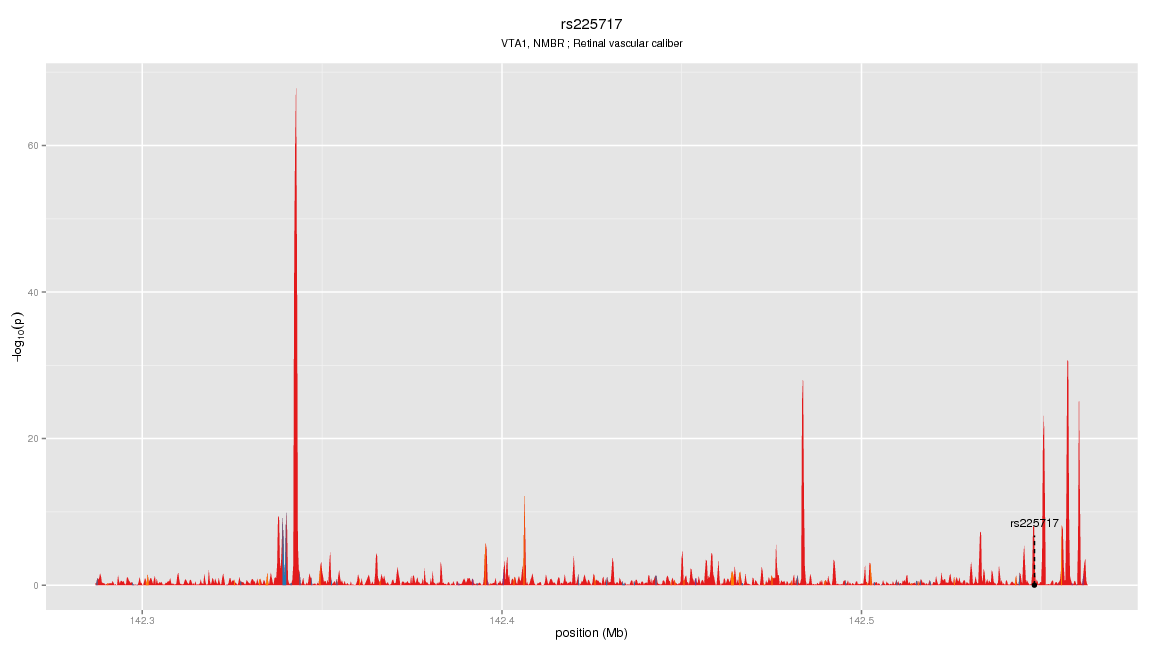 rs225717
VTA1, NMBR ; Retinal vascular caliber
60
40
20
0
-log10(p)
rs225717
142.3
142.4
142.5
position (Mb)